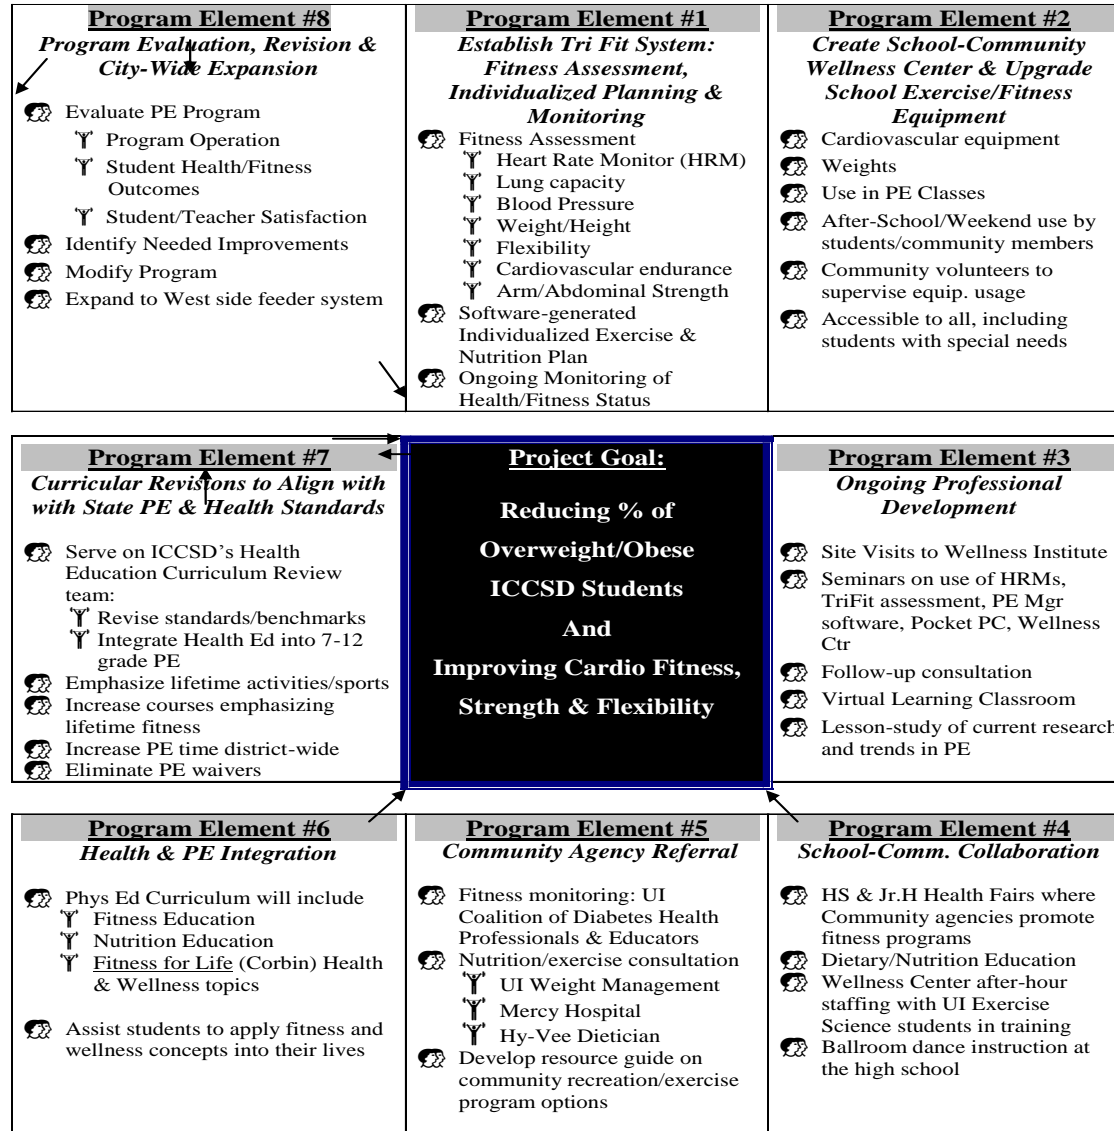 Program Element #8
Program Evaluation, Revision &
City-Wide Expansion
Evaluate PE Program
Program Operation
Student Health/Fitness
Outcomes
Student/Teacher Satisfaction
Identify Needed Improvements
Modify Program
Expand to West side feeder system
Program Element #1
Establish Tri Fit System:
Fitness Assessment,
Individualized Planning &
Monitoring
Fitness Assessment
Heart Rate Monitor (HRM)
Lung capacity
Blood Pressure
Weight/Height
Flexibility
Cardiovascular endurance
Arm/Abdominal Strength
Software-generated
Individualized Exercise &
Nutrition Plan
Ongoing Monitoring of
Health/Fitness Status
Program Element #2
Create School-Community
Wellness Center & Upgrade
School Exercise/Fitness
Equipment
Cardiovascular equipment
Weights
Use in PE Classes
After-School/Weekend use by
students/community members
Community volunteers to
supervise equip. usage
Accessible to all, including
students with special needs
Program Element #7
Curricular Revisions to Align with
with State PE & Health Standards
Serve on ICCSD's Health
Education Curriculum Review
team:
Revise standards/benchmarks
Integrate Health Ed into 7-12
grade PE
Emphasize lifetime activities/sports
Increase courses emphasizing
lifetime fitness
Increase PE time district-wide
Eliminate PE waivers
Project Goal:
Reducing % of
Overweight/Obese
ICCSD Students
And
Improving Cardio Fitness,
Strength & Flexibility
Program Element #3
Ongoing Professional
Development
Site Visits to Wellness Institute
Seminars on use of HRMs,
TriFit assessment, PE Mgr
software, Pocket PC, Wellness
Ctr
Follow-up consultation
Virtual Learning Classroom
Lesson-study of current research
and trends in PE
Program Element #6
Health & PE Integration
Phys Ed Curriculum will include
Fitness Education
Nutrition Education
Fitness for Life (Corbin) Health
& Wellness topics
Assist students to apply fitness and
wellness concepts into their lives
Program Element #5
Community Agency Referral
Fitness monitoring: UI
Coalition of Diabetes Health
Professionals & Educators
Nutrition/exercise consultation
UI Weight Management
Mercy Hospital
Hy-Vee Dietician
Develop resource guide on
community recreation/exercise
program options
Program Element #4
School-Comm. Collaboration
HS & Jr.H Health Fairs where
Community agencies promote
fitness programs
Dietary/Nutrition Education
Wellness Center after-hour
staffing with UI Exercise
Science students in training
Ballroom dance instruction at
the high school